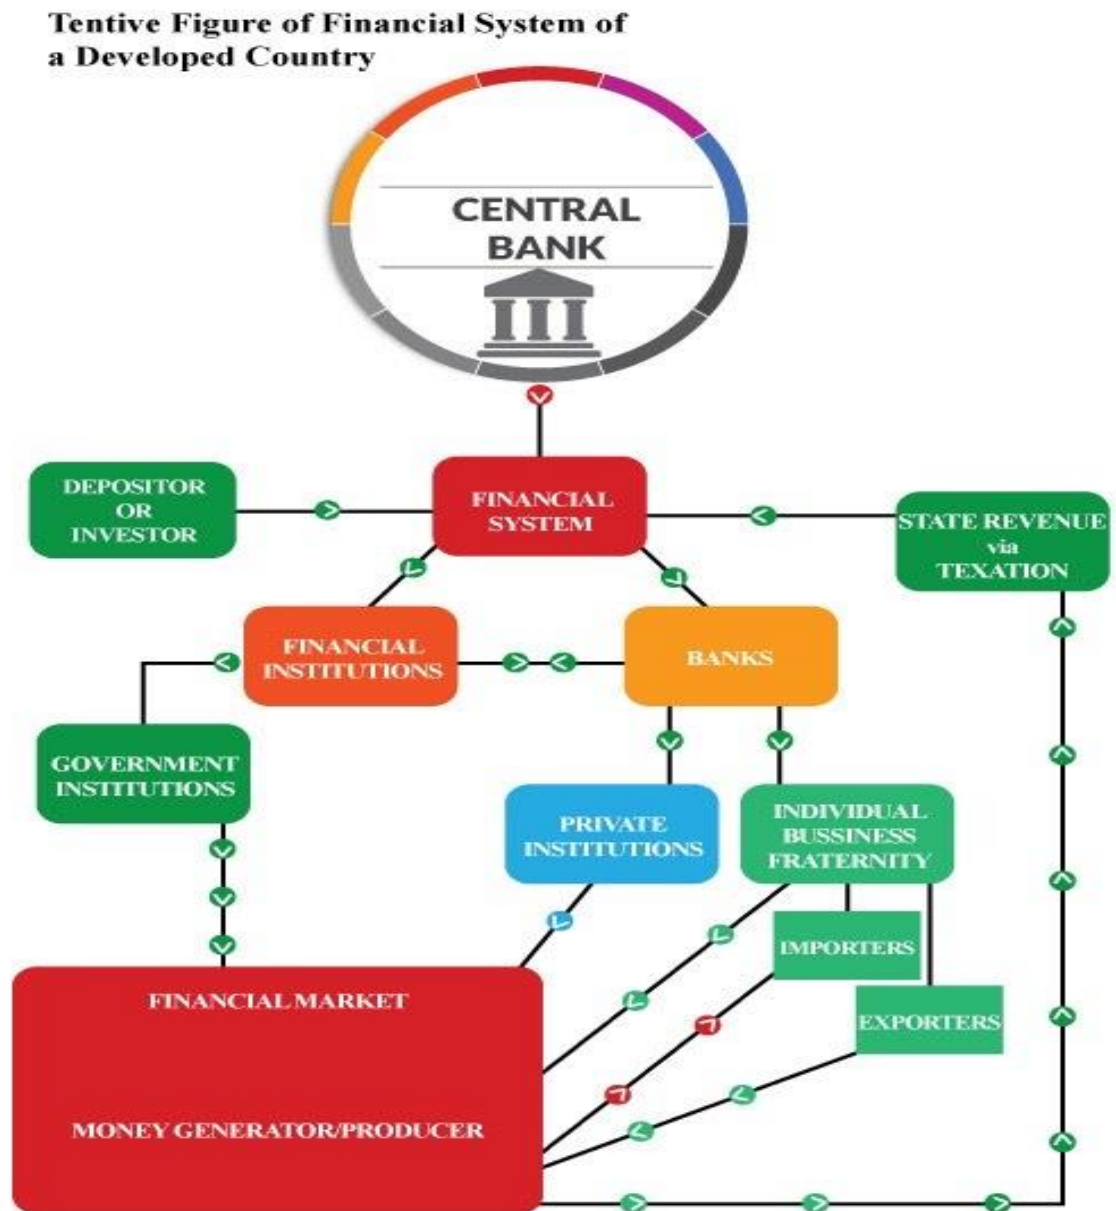 Tentive Figure of Financial System of
a Developed Country
CENTRAL
BANK
DEPOSITOR
OR
INVESTOR
FINANCIAL
SYSTEM
STATE REVENUE
via
TEXATION
FINANCIAL
INSTITUTIONS
BANKS
GOVERNMENT
INSTITUTIONS
PRIVATE
INSTITUTIONS
INDIVIDUAL
BUSSINESS
FRATERNITY
IMPORTERS
EXPORTERS
FINANCIAL MARKET
MONEY GENERATOR/PRODUCER